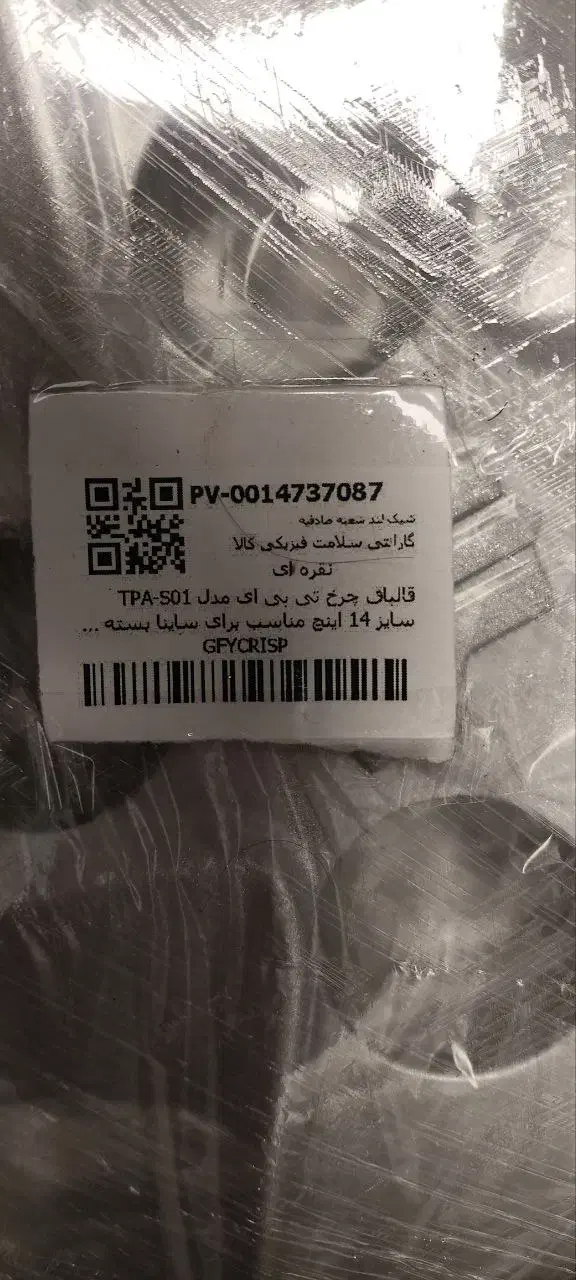 PV-0014737087
شیک لند شعبه صادقیه
گارانتی سلامت فیزیکی کالا
نقره ای
قالپاق چرخ تی بی ای مدل TPA-S01
سایز 14 اینچ مناسب برای ساینا بسته ...
GFYCRISP